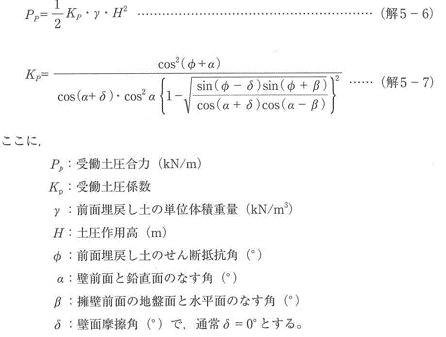 P_P = 1/2 K_P・γ・H² ……………………………………………… (解5－6)
K_P = cos²(φ+α) / cos(α+δ)・cos²α {1－√(sin(φ－δ)sin(φ+β) / cos(α+δ)cos(α－β))}² …… (解5－7)
ここに,
P_p：受働土圧合力（kN/m）
K_p：受働土圧係数
γ：前面埋戻し土の単位体積重量（kN/m³）
H：土圧作用高（m）
φ：前面埋戻し土のせん断抵抗角（°）
α：壁前面と鉛直面のなす角（°）
β：擁壁前面の地盤面と水平面のなす角（°）
δ：壁面摩擦角（°）で，通常 δ＝0°とする。